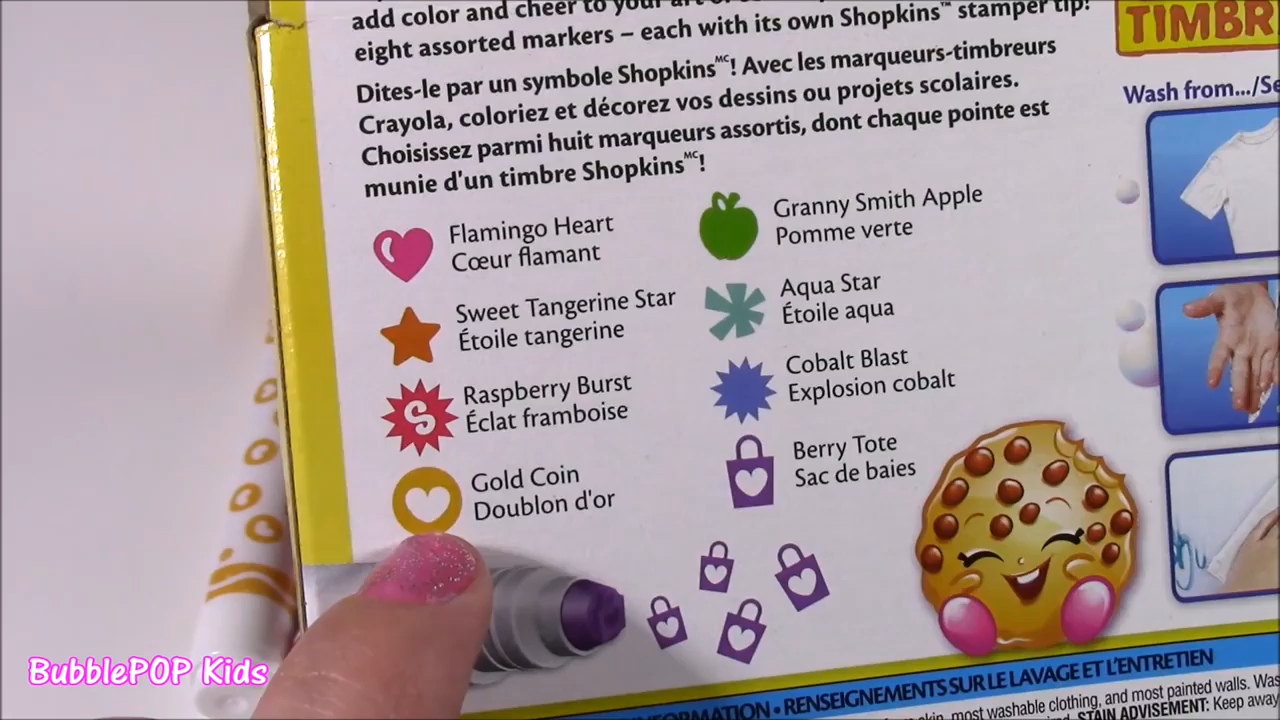 add color and cheer to your art
eight assorted markers – each with its own Shopkins™ stamper tip!
Dites-le par un symbole Shopkins MC! Avec les marqueurs-timbreurs
Crayola, coloriez et décorez vos dessins ou projets scolaires.
Choisissez parmi huit marqueurs assortis, dont chaque pointe est
munie d'un timbre Shopkins MC!
Flamingo Heart
Cœur flamant
Sweet Tangerine Star
Étoile tangerine
Raspberry Burst
Éclat framboise
S
Gold Coin
Doublon d'or
Granny Smith Apple
Pomme verte
Aqua Star
Étoile aqua
Cobalt Blast
Explosion cobalt
Berry Tote
Sac de baies
TIMBR
Wash from.../Se
• RENSEIGNEMENTS SUR LE LAVAGE ET L'ENTRETIEN
skin, most washable clothing, and most painted walls. Was
STAIN ADVISEMENT: Keep away
BubblePOP Kids